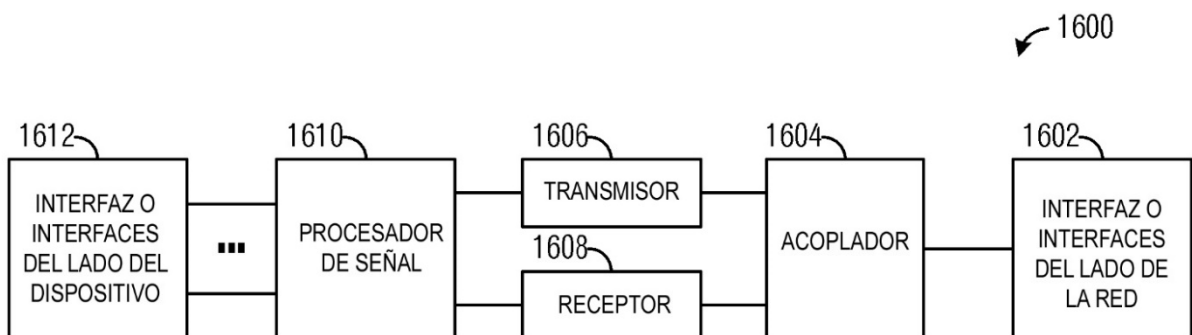 1600
1612
INTERFAZ O
INTERFACES
DEL LADO DEL
DISPOSITIVO
1610
PROCESADOR
DE SEÑAL
1606
TRANSMISOR
1608
RECEPTOR
1604
ACOPLADOR
1602
INTERFAZ O
INTERFACES
DEL LADO DE
LA RED